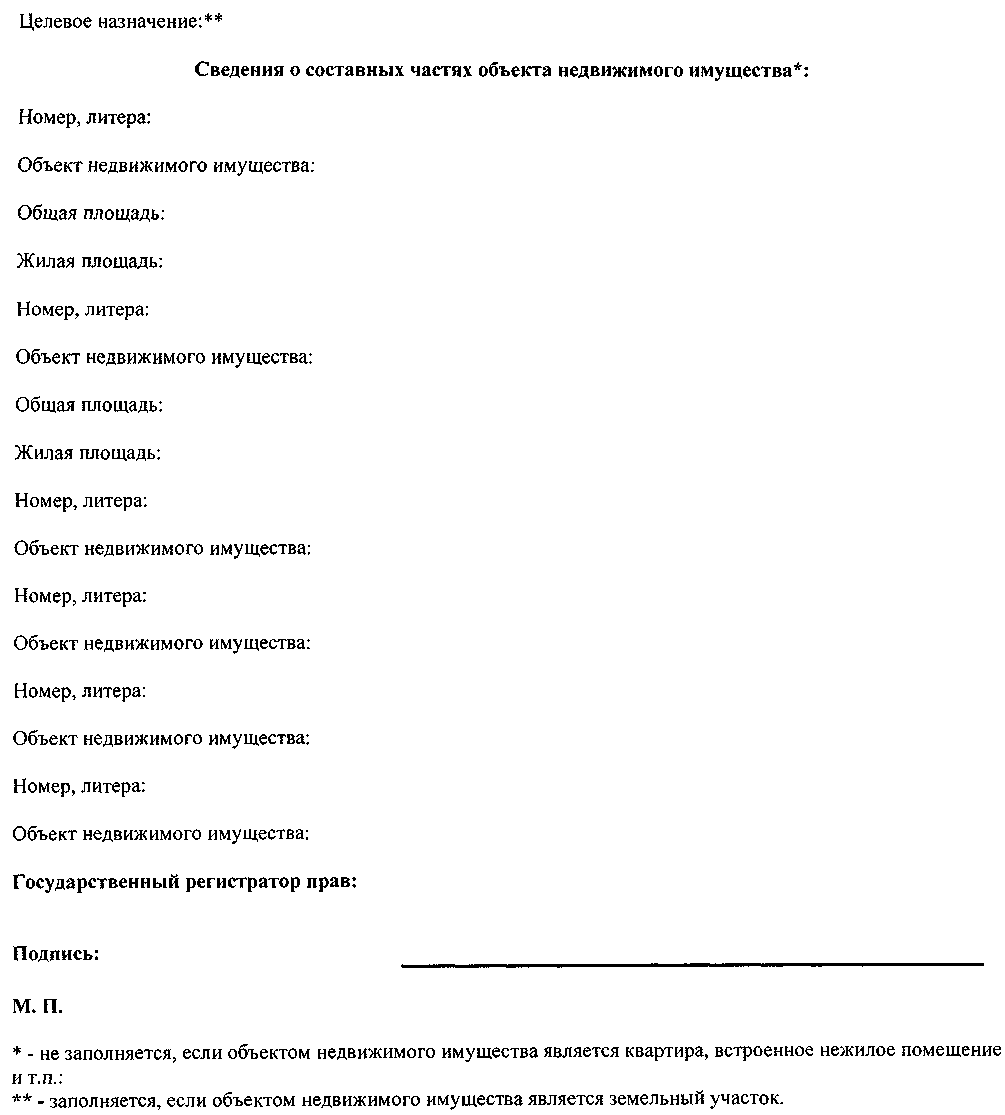 Целевое назначение:**
Сведения о составных частях объекта недвижимого имущества*:
Номер, литера:
Объект недвижимого имущества:
Общая площадь:
Жилая площадь:
Номер, литера:
Объект недвижимого имущества:
Общая площадь:
Жилая площадь:
Номер, литера:
Объект недвижимого имущества:
Номер, литера:
Объект недвижимого имущества:
Номер, литера:
Объект недвижимого имущества:
Номер, литера:
Объект недвижимого имущества:
Государственный регистратор прав:
Подпись:
М. П.
* - не заполняется, если объектом недвижимого имущества является квартира, встроенное нежилое помещение
и т.п.:
** - заполняется, если объектом недвижимого имущества является земельный участок.